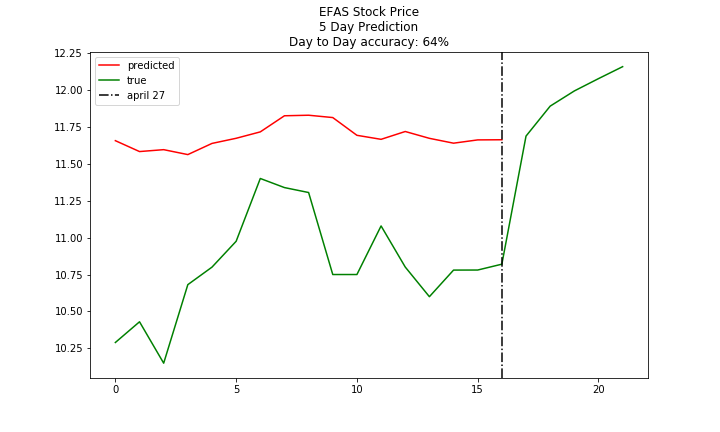 EFAS Stock Price
5 Day Prediction
Day to Day accuracy: 64%
predicted
true
april 27
12.25
12.00
11.75
11.50
11.25
11.00
10.75
10.50
10.25
0 5 10 15 20